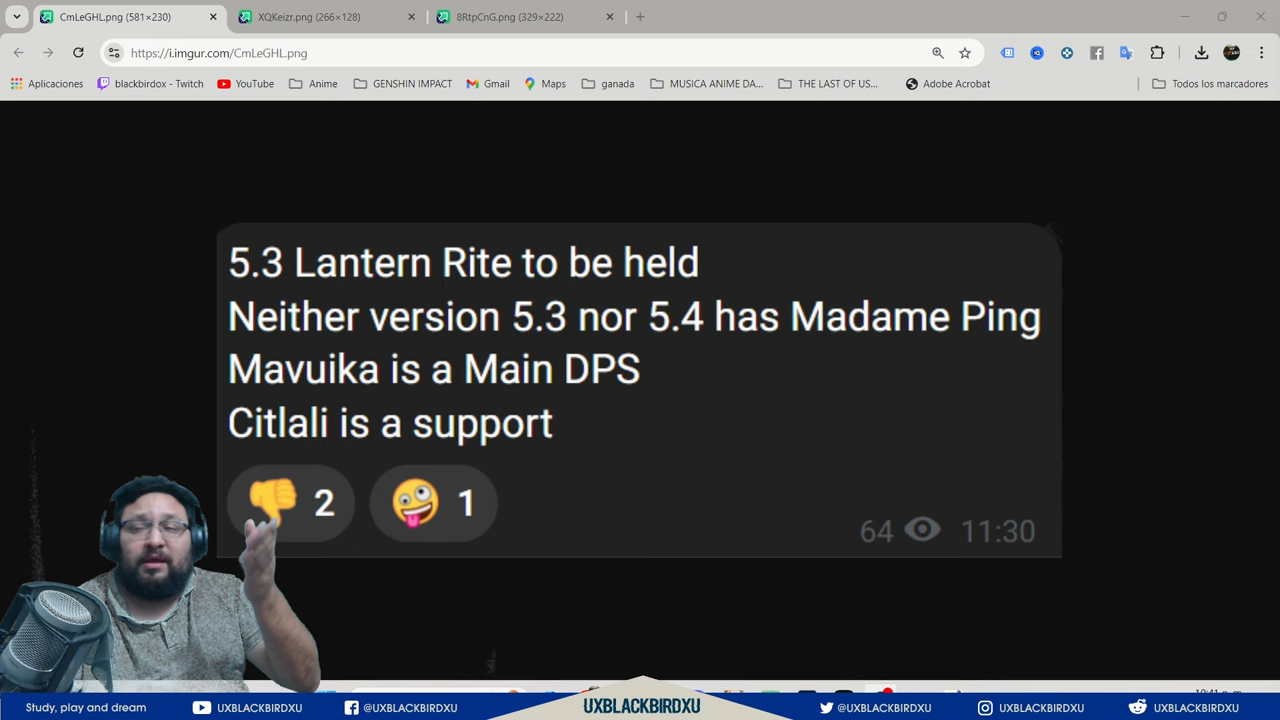 CmLeGHL.png (581×230)
XQKeizr.png (266×128)
8RtpCnG.png (329×222)
https://i.imgur.com/CmLeGHL.png
Aplicaciones
blackbirdox - Twitch
YouTube
Anime
GENSHIN IMPACT
Gmail
Maps
ganada
MUSICA ANIME DA...
THE LAST OF US...
Adobe Acrobat
Todos los marcadores
5.3 Lantern Rite to be held
Neither version 5.3 nor 5.4 has Madame Ping
Mavuika is a Main DPS
Citlali is a support
2
1
64
11:30
Study, play and dream
UXBLACKBIRDXU
@UXBLACKBIRDXU
UXBLACKBIRDXU
@UXBLACKBIRDXU
UXBLACKBIRDXU
UXBLACKBIRDXU